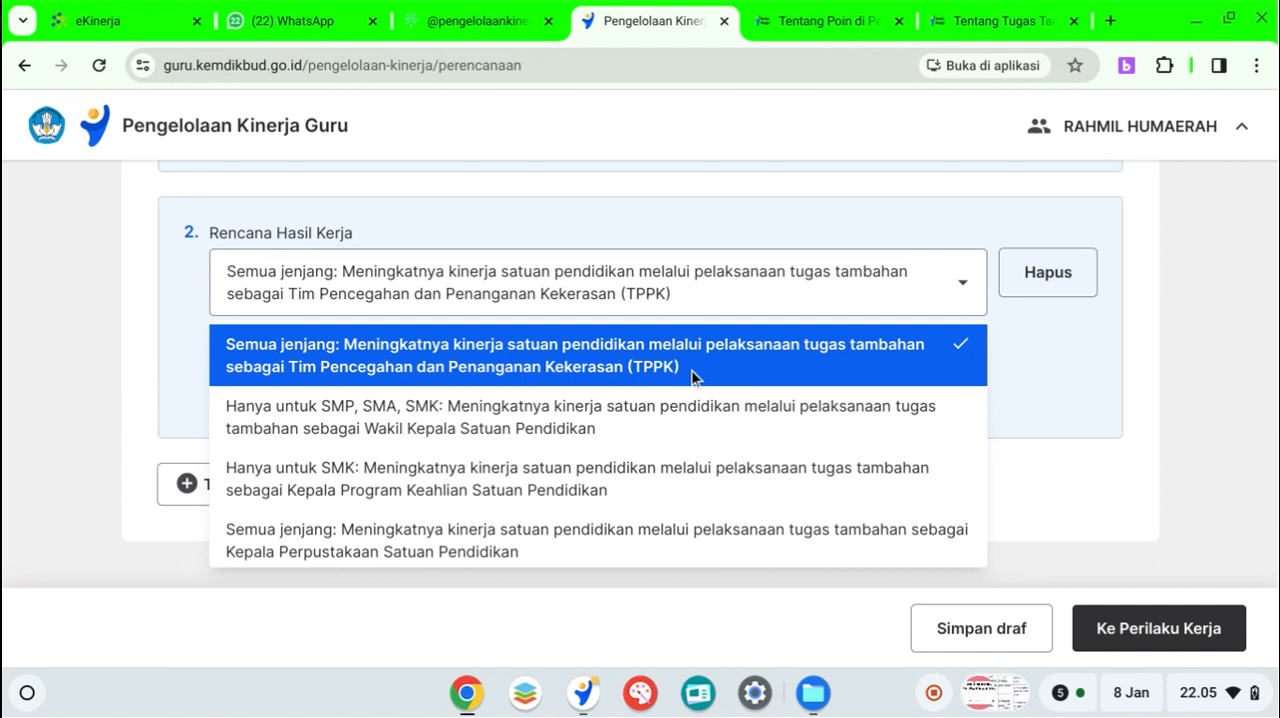 eKinerja
22
(22) WhatsApp
@pengelolaankine
Pengelolaan Kiner
Tentang Poin di Pe
Tentang Tugas Ta
guru.kemdikbud.go.id/pengelolaan-kinerja/perencanaan
Buka di aplikasi
b
Pengelolaan Kinerja Guru
RAHMIL HUMAERAH
2.
Rencana Hasil Kerja
Semua jenjang: Meningkatnya kinerja satuan pendidikan melalui pelaksanaan tugas tambahan
sebagai Tim Pencegahan dan Penanganan Kekerasan (TPPK)
Hapus
Semua jenjang: Meningkatnya kinerja satuan pendidikan melalui pelaksanaan tugas tambahan
sebagai Tim Pencegahan dan Penanganan Kekerasan (TPPK)
Hanya untuk SMP, SMA, SMK: Meningkatnya kinerja satuan pendidikan melalui pelaksanaan tugas
tambahan sebagai Wakil Kepala Satuan Pendidikan
Hanya untuk SMK: Meningkatnya kinerja satuan pendidikan melalui pelaksanaan tugas tambahan
sebagai Kepala Program Keahlian Satuan Pendidikan
T
Semua jenjang: Meningkatnya kinerja satuan pendidikan melalui pelaksanaan tugas tambahan sebagai
Kepala Perpustakaan Satuan Pendidikan
Simpan draf
Ke Perilaku Kerja
5
8 Jan
22.05